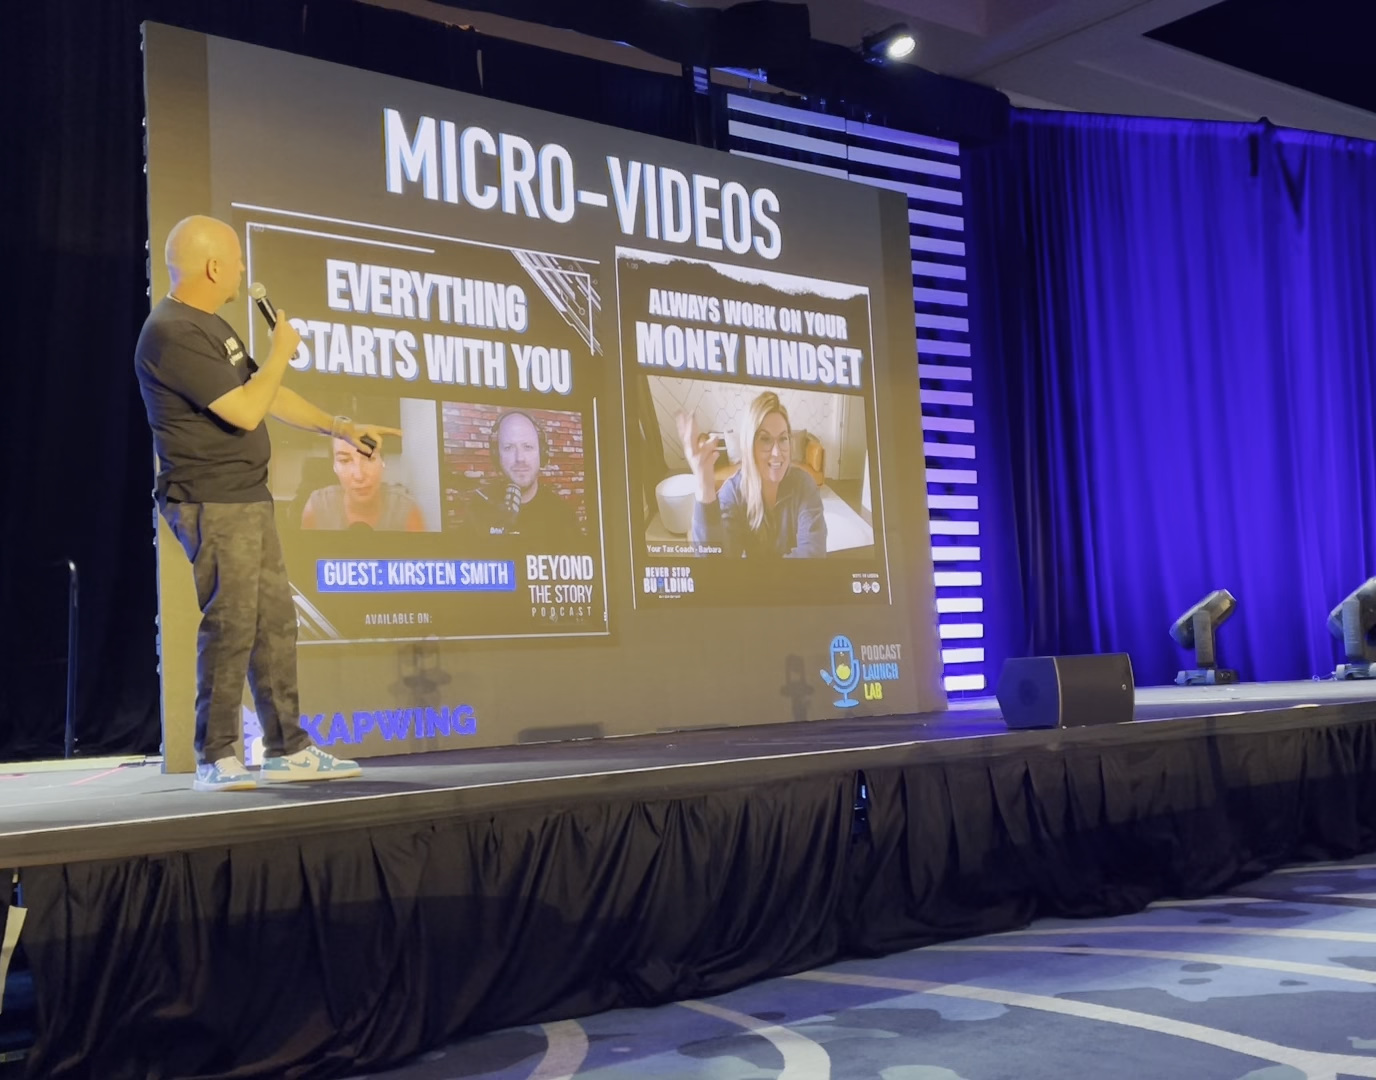 MICRO-VIDEOS
EVERYTHING
STARTS WITH YOU
GUEST: KIRSTEN SMITH
BEYOND
THE STORY
PODCAST
AVAILABLE ON:
ALWAYS WORK ON YOUR
MONEY MINDSET
Your Tax Coach - Barbara
NEVER STOP
BUILDING
PODCAST
LAUNCH
LAB
KAPWING